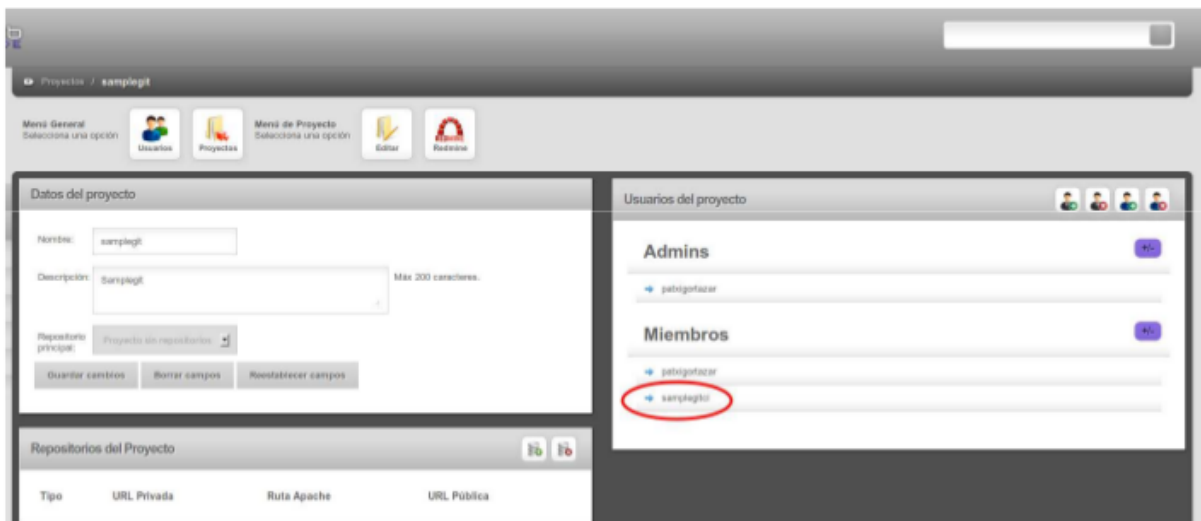 Proyectos / samplegit
Menú General
Selecciona una opción
Usuarios
Proyectos
Menú de Proyecto
Selecciona una opción
Editar
Redmine
Datos del proyecto
Nombre:
samplegit
Descripción:
Samplegit
Máx 200 caracteres.
Repositorio
principal:
Proyecto sin repositorios
Guardar cambios
Borrar campos
Reestablecer campos
Repositorios del Proyecto
Tipo
URL Privada
Ruta Apache
URL Pública
Usuarios del proyecto
Admins
+/-
patxigortazar
Miembros
+/-
patxigortazar
samplegitci